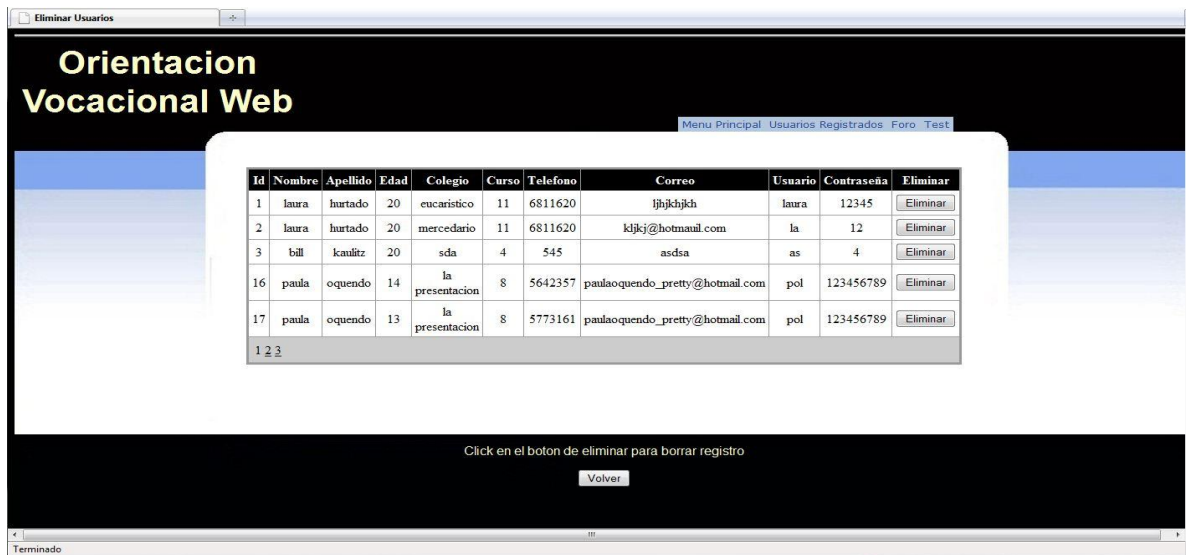 Eliminar Usuarios
Orientacion
Vocacional Web
Menu Principal Usuarios Registrados Foro Test
Id Nombre Apellido Edad Colegio Curso Telefono Correo Usuario Contraseña Eliminar
1 laura hurtado 20 eucaristico 11 6811620 ljhjkhjkh laura 12345 Eliminar
2 laura hurtado 20 mercedario 11 6811620 kljkj@hotmauil.com la 12 Eliminar
3 bill kaulitz 20 sda 4 545 asdsa as 4 Eliminar
16 paula oquendo 14 la presentacion 8 5642357 paulaoquendo_pretty@hotmail.com pol 123456789 Eliminar
17 paula oquendo 13 la presentacion 8 5773161 paulaoquendo_pretty@hotmail.com pol 123456789 Eliminar
1 2 3
Click en el boton de eliminar para borrar registro
Volver
Terminado